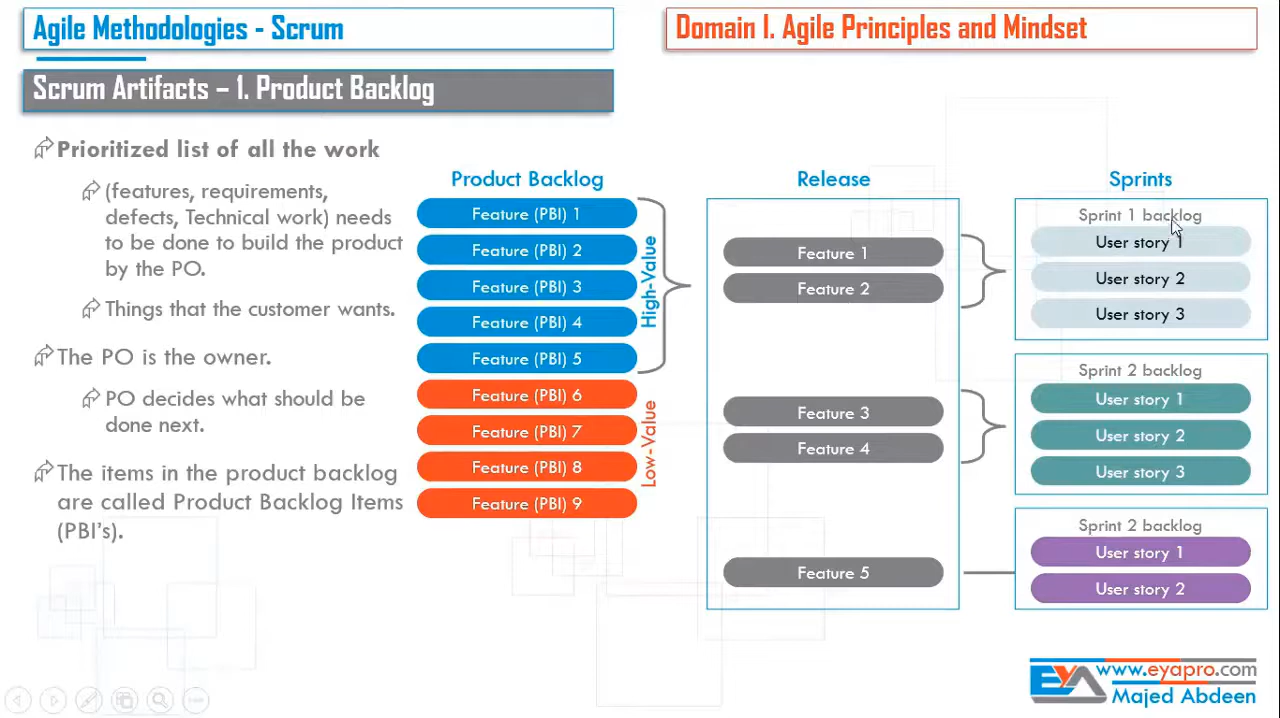 Agile Methodologies - Scrum
Domain I. Agile Principles and Mindset
Scrum Artifacts – 1. Product Backlog
Prioritized list of all the work
(features, requirements,
defects, Technical work) needs
to be done to build the product
by the PO.
Things that the customer wants.
The PO is the owner.
PO decides what should be
done next.
The items in the product backlog
are called Product Backlog Items
(PBI's).
Product Backlog
Feature (PBI) 1
Feature (PBI) 2
Feature (PBI) 3
Feature (PBI) 4
Feature (PBI) 5
Feature (PBI) 6
Feature (PBI) 7
Feature (PBI) 8
Feature (PBI) 9
High-Value
Low-Value
Release
Feature 1
Feature 2
Feature 3
Feature 4
Feature 5
Sprints
Sprint 1 backlog
User story 1
User story 2
User story 3
Sprint 2 backlog
User story 1
User story 2
User story 3
Sprint 2 backlog
User story 1
User story 2
EYA
www.eyapro.com
Majed Abdeen